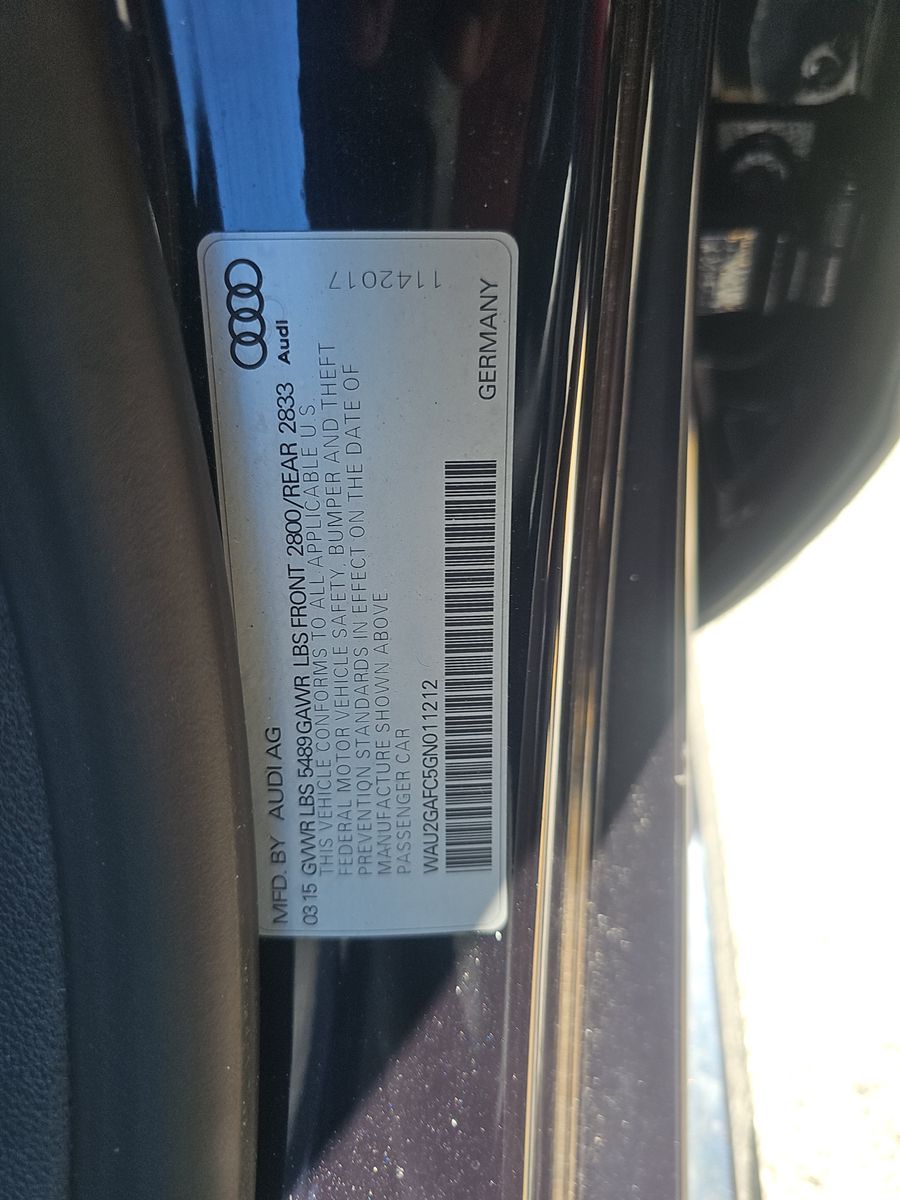 MFD. BY AUDI AG
Audi
03 15 GVWR LBS 5489 GAWR LBS FRONT 2800/REAR 2833
THIS VEHICLE CONFORMS TO ALL APPLICABLE U.S.
FEDERAL MOTOR VEHICLE SAFETY, BUMPER AND THEFT
PREVENTION STANDARDS IN EFFECT ON THE DATE OF
MANUFACTURE SHOWN ABOVE
PASSENGER CAR
1142017
WAU2GAFC5GN011212
GERMANY